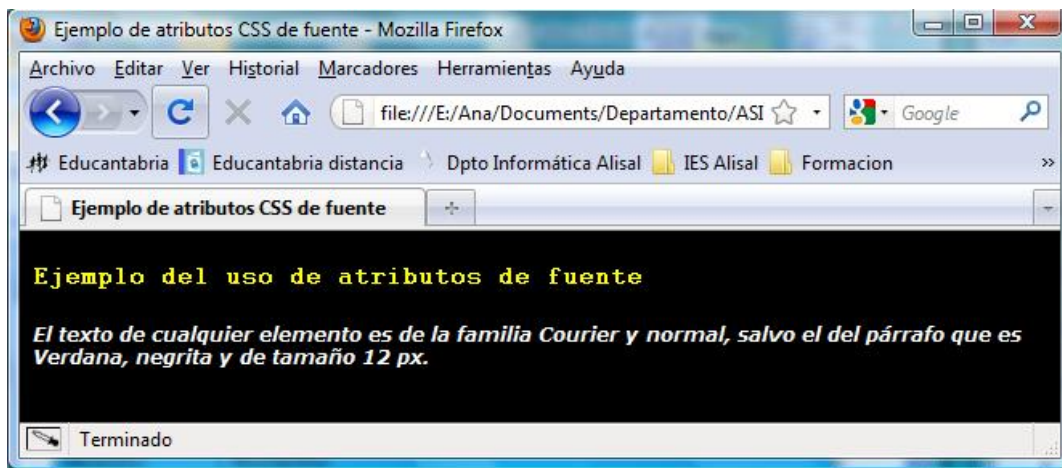 Ejemplo de atributos CSS de fuente - Mozilla Firefox
Archivo Editar Ver Historial Marcadores Herramientas Ayuda
file:///E:/Ana/Documents/Departamento/ASI Google
Educantabria Educantabria distancia Dpto Informática Alisal IES Alisal Formacion »
Ejemplo de atributos CSS de fuente
Ejemplo del uso de atributos de fuente
El texto de cualquier elemento es de la familia Courier y normal, salvo el del párrafo que es
Verdana, negrita y de tamaño 12 px.
Terminado